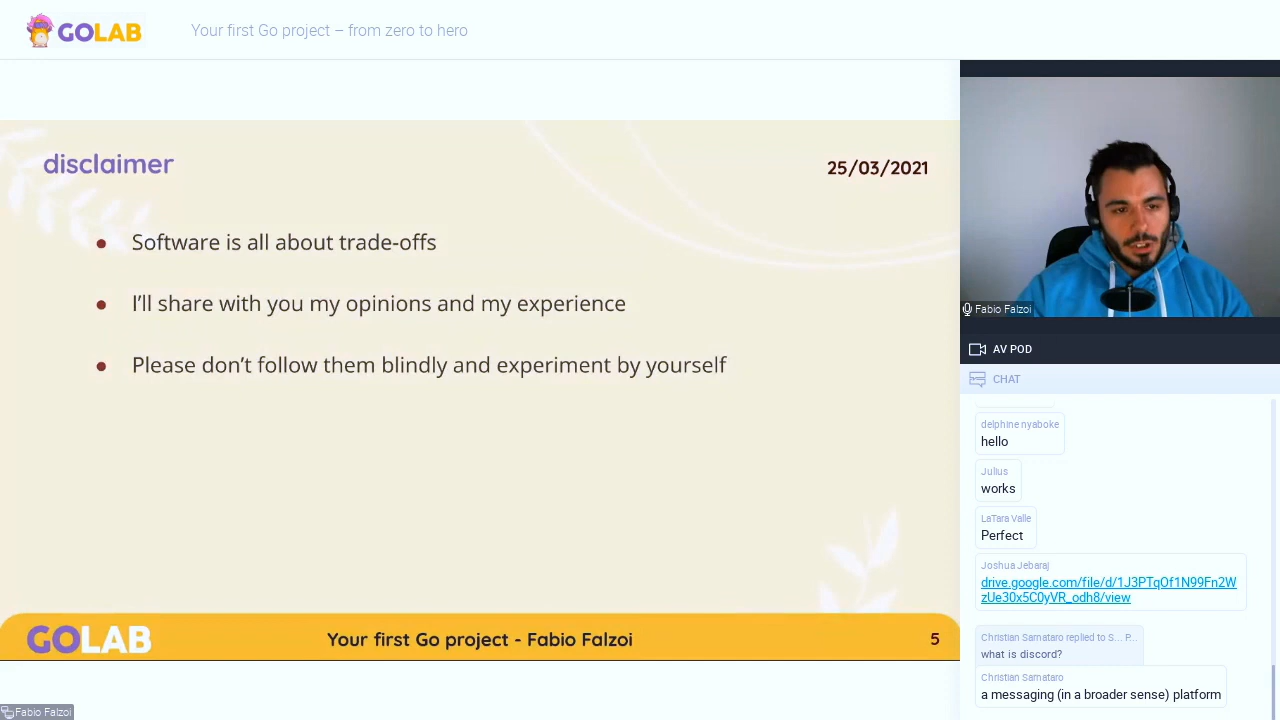 GOLAB
Your first Go project – from zero to hero
disclaimer
25/03/2021
Software is all about trade-offs
I'll share with you my opinions and my experience
Please don't follow them blindly and experiment by yourself
GOLAB
Your first Go project - Fabio Falzoi
5
Fabio Falzoi
Fabio Falzoi
AV POD
CHAT
delphine nyaboke
hello
Julius
works
LaTara Valle
Perfect
Joshua Jebaraj
drive.google.com/file/d/1J3PTqOf1N99Fn2W
zUe30x5C0yVR_odh8/view
Christian Samataro replied to S... P...
what is discord?
Christian Samataro
a messaging (in a broader sense) platform